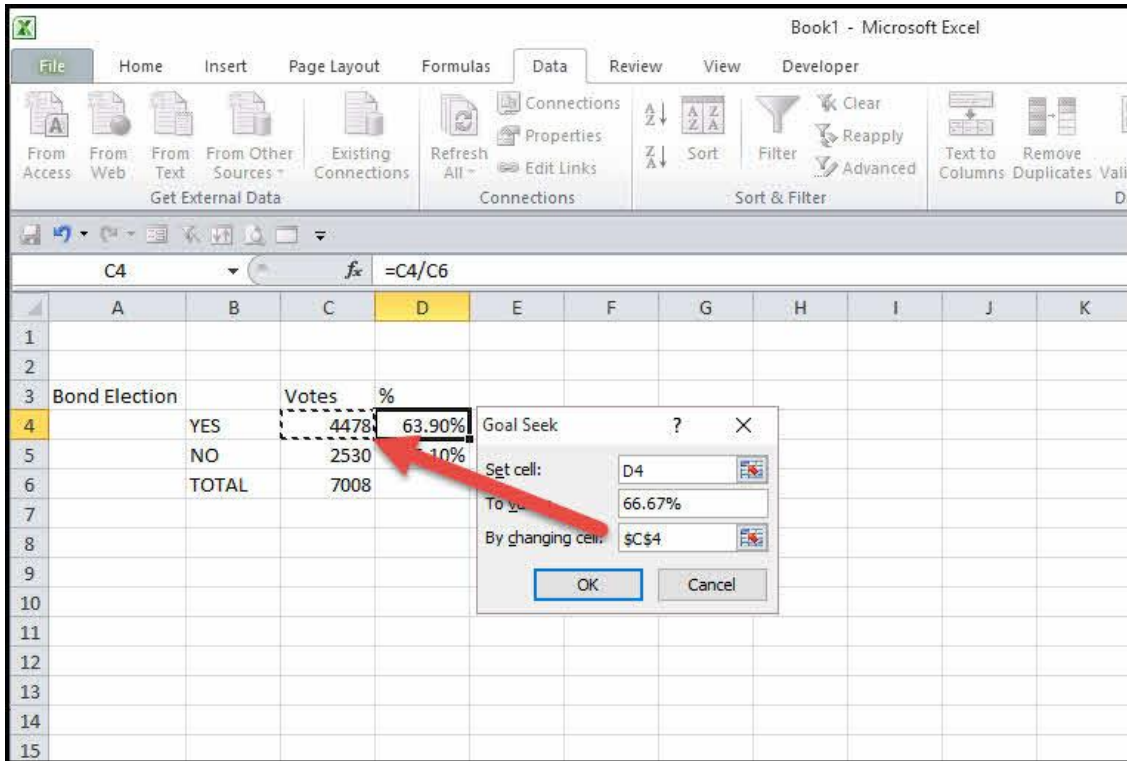 Book1 - Microsoft Excel
File Home Insert Page Layout Formulas Data Review View Developer
From Access
From Web
From Text
From Other Sources
Existing Connections
Get External Data
Refresh All
Connections
Properties
Edit Links
Connections
Sort
Filter
Clear
Reapply
Advanced
Sort & Filter
Text to Columns
Remove Duplicates
C4 fx =C4/C6
A B C D E F G H I J K
1
2
3 Bond Election Votes %
4 YES 4478 63.90%
5 NO 2530 10%
6 TOTAL 7008
7
8
9
10
11
12
13
14
15
Goal Seek ? X
Set cell: D4
To 66.67%
By changing cell: $C$4
OK Cancel